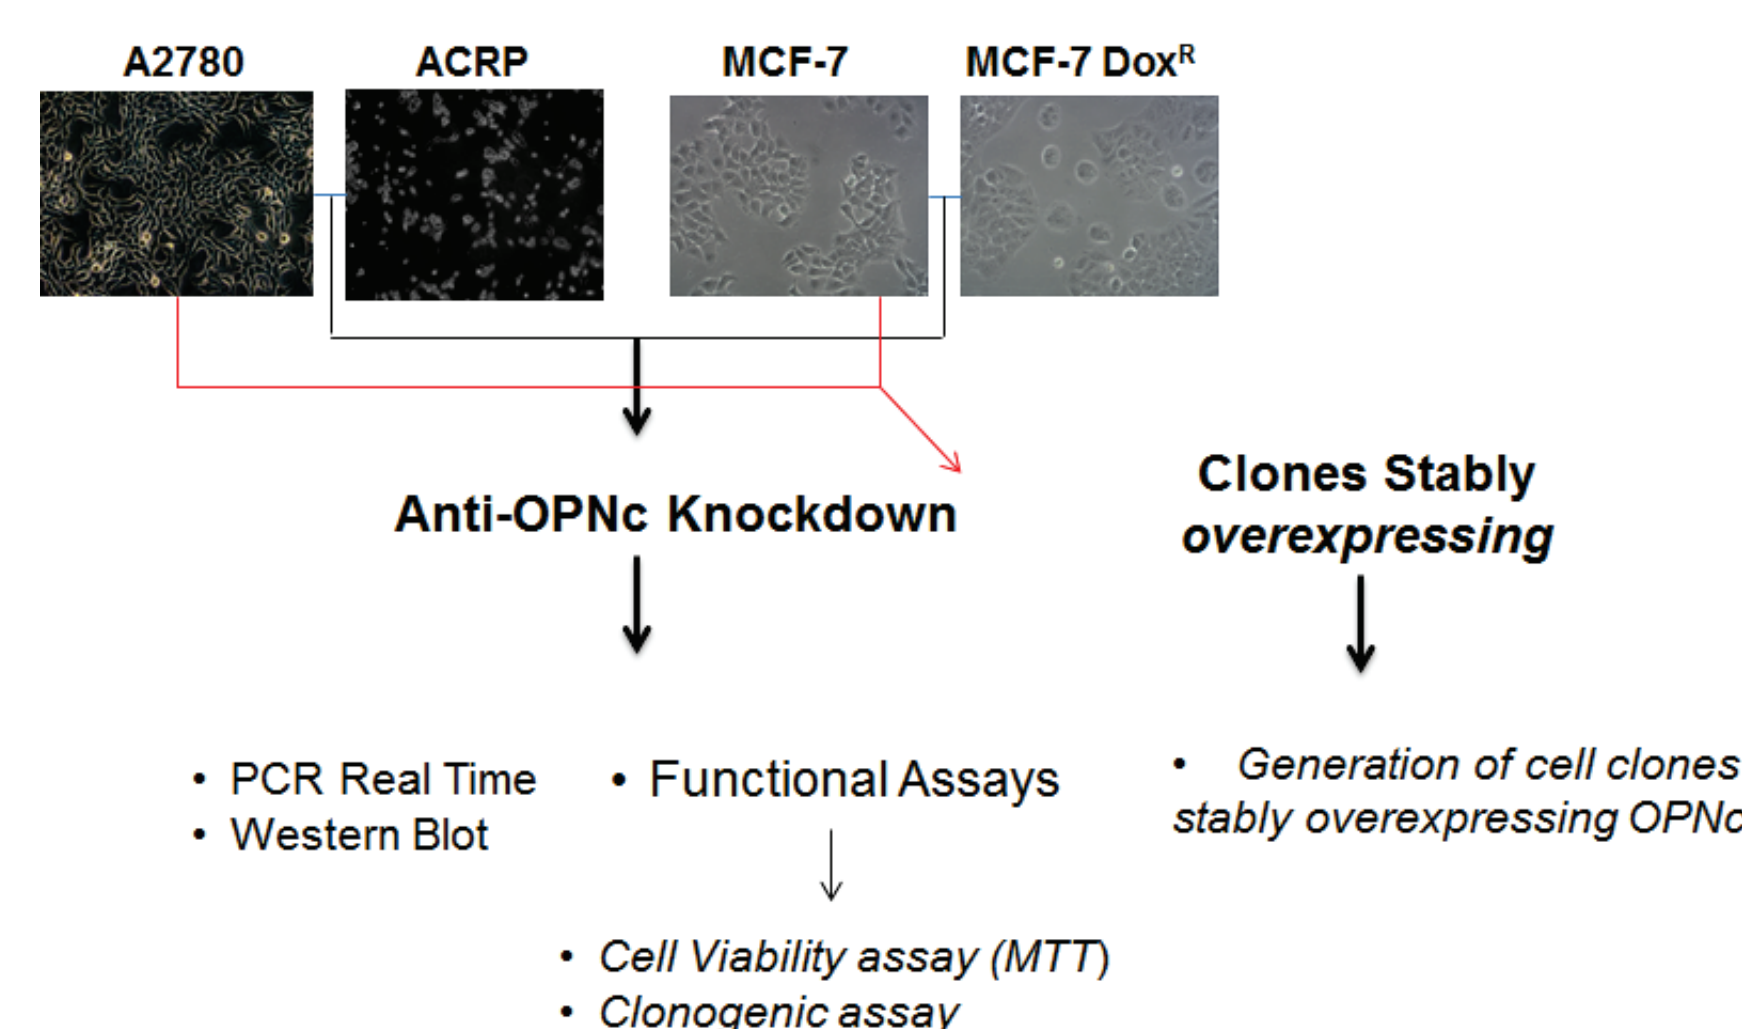 A2780 ACRP MCF-7 MCF-7 Dox^R
Anti-OPNc Knockdown
Clones Stably
overexpressing
• PCR Real Time
• Western Blot
• Functional Assays
• Generation of cell clones
stably overexpressing OPNc
• Cell Viability assay (MTT)
• Clonogenic assay